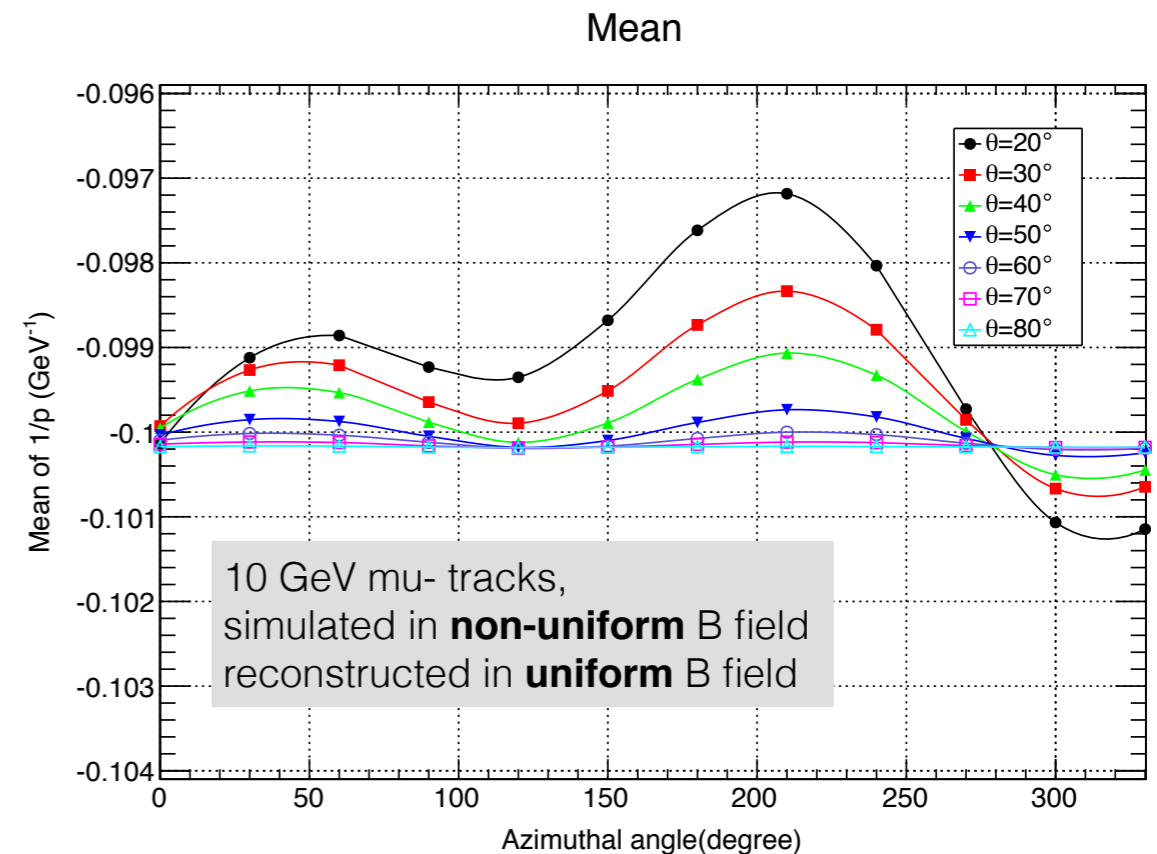 Mean
-0.096
-0.097
-0.098
-0.099
-0.1
-0.101
-0.102
-0.103
-0.104
Mean of 1/p (GeV⁻¹)
θ=20°
θ=30°
θ=40°
θ=50°
θ=60°
θ=70°
θ=80°
10 GeV mu- tracks,
simulated in non-uniform B field
reconstructed in uniform B field
0 50 100 150 200 250 300
Azimuthal angle(degree)